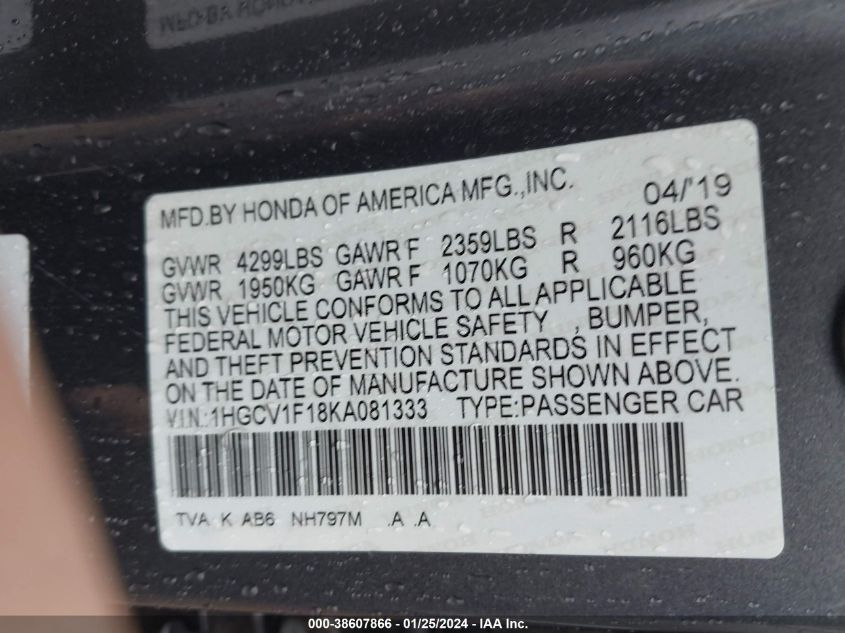 MFD.BY HONDA OF AMERICA MFG.,INC. 04/'19
GVWR 4299LBS GAWR F 2359LBS R 2116LBS
GVWR 1950KG GAWR F 1070KG R 960KG
THIS VEHICLE CONFORMS TO ALL APPLICABLE
FEDERAL MOTOR VEHICLE SAFETY , BUMPER,
AND THEFT PREVENTION STANDARDS IN EFFECT
ON THE DATE OF MANUFACTURE SHOWN ABOVE.
V.I.N.:1HGCV1F18KA081333 TYPE:PASSENGER CAR
TVA K AB6 NH797M .A .A
000-38607866 - 01/25/2024 - IAA Inc.